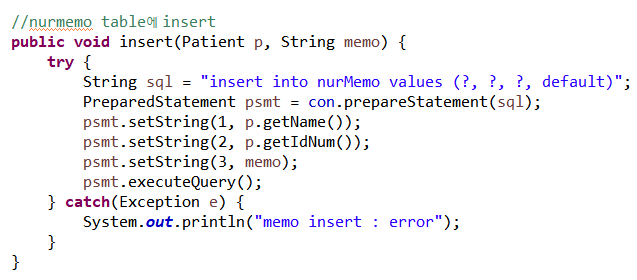 //nurmemo table에 insert
public void insert(Patient p, String memo) {
    try {
        String sql = "insert into nurMemo values (?, ?, ?, default)";
        PreparedStatement psmt = con.prepareStatement(sql);
        psmt.setString(1, p.getName());
        psmt.setString(2, p.getIdNum());
        psmt.setString(3, memo);
        psmt.executeQuery();
    } catch(Exception e) {
        System.out.println("memo insert : error");
    }
}